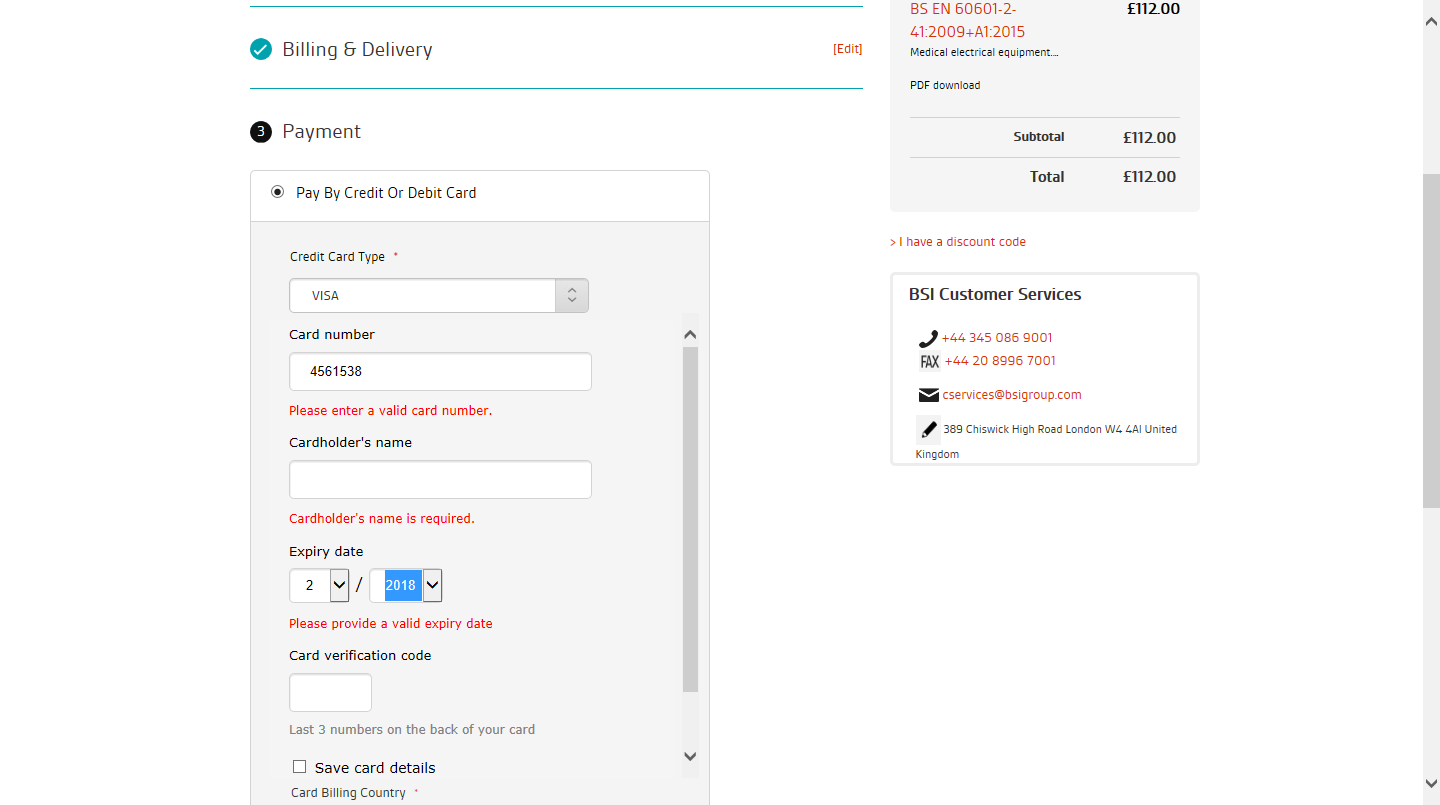 Billing & Delivery
[Edit]
3 Payment
Pay By Credit Or Debit Card
Credit Card Type *
VISA
Card number
4561538
Please enter a valid card number.
Cardholder's name
Cardholder's name is required.
Expiry date
2 / 2018
Please provide a valid expiry date
Card verification code
Last 3 numbers on the back of your card
Save card details
Card Billing Country *
BS EN 60601-2- £112.00
41:2009+A1:2015
Medical electrical equipment....
PDF download
Subtotal £112.00
Total £112.00
> I have a discount code
BSI Customer Services
+44 345 086 9001
FAX +44 20 8996 7001
cservices@bsigroup.com
389 Chiswick High Road London W4 4Al United
Kingdom